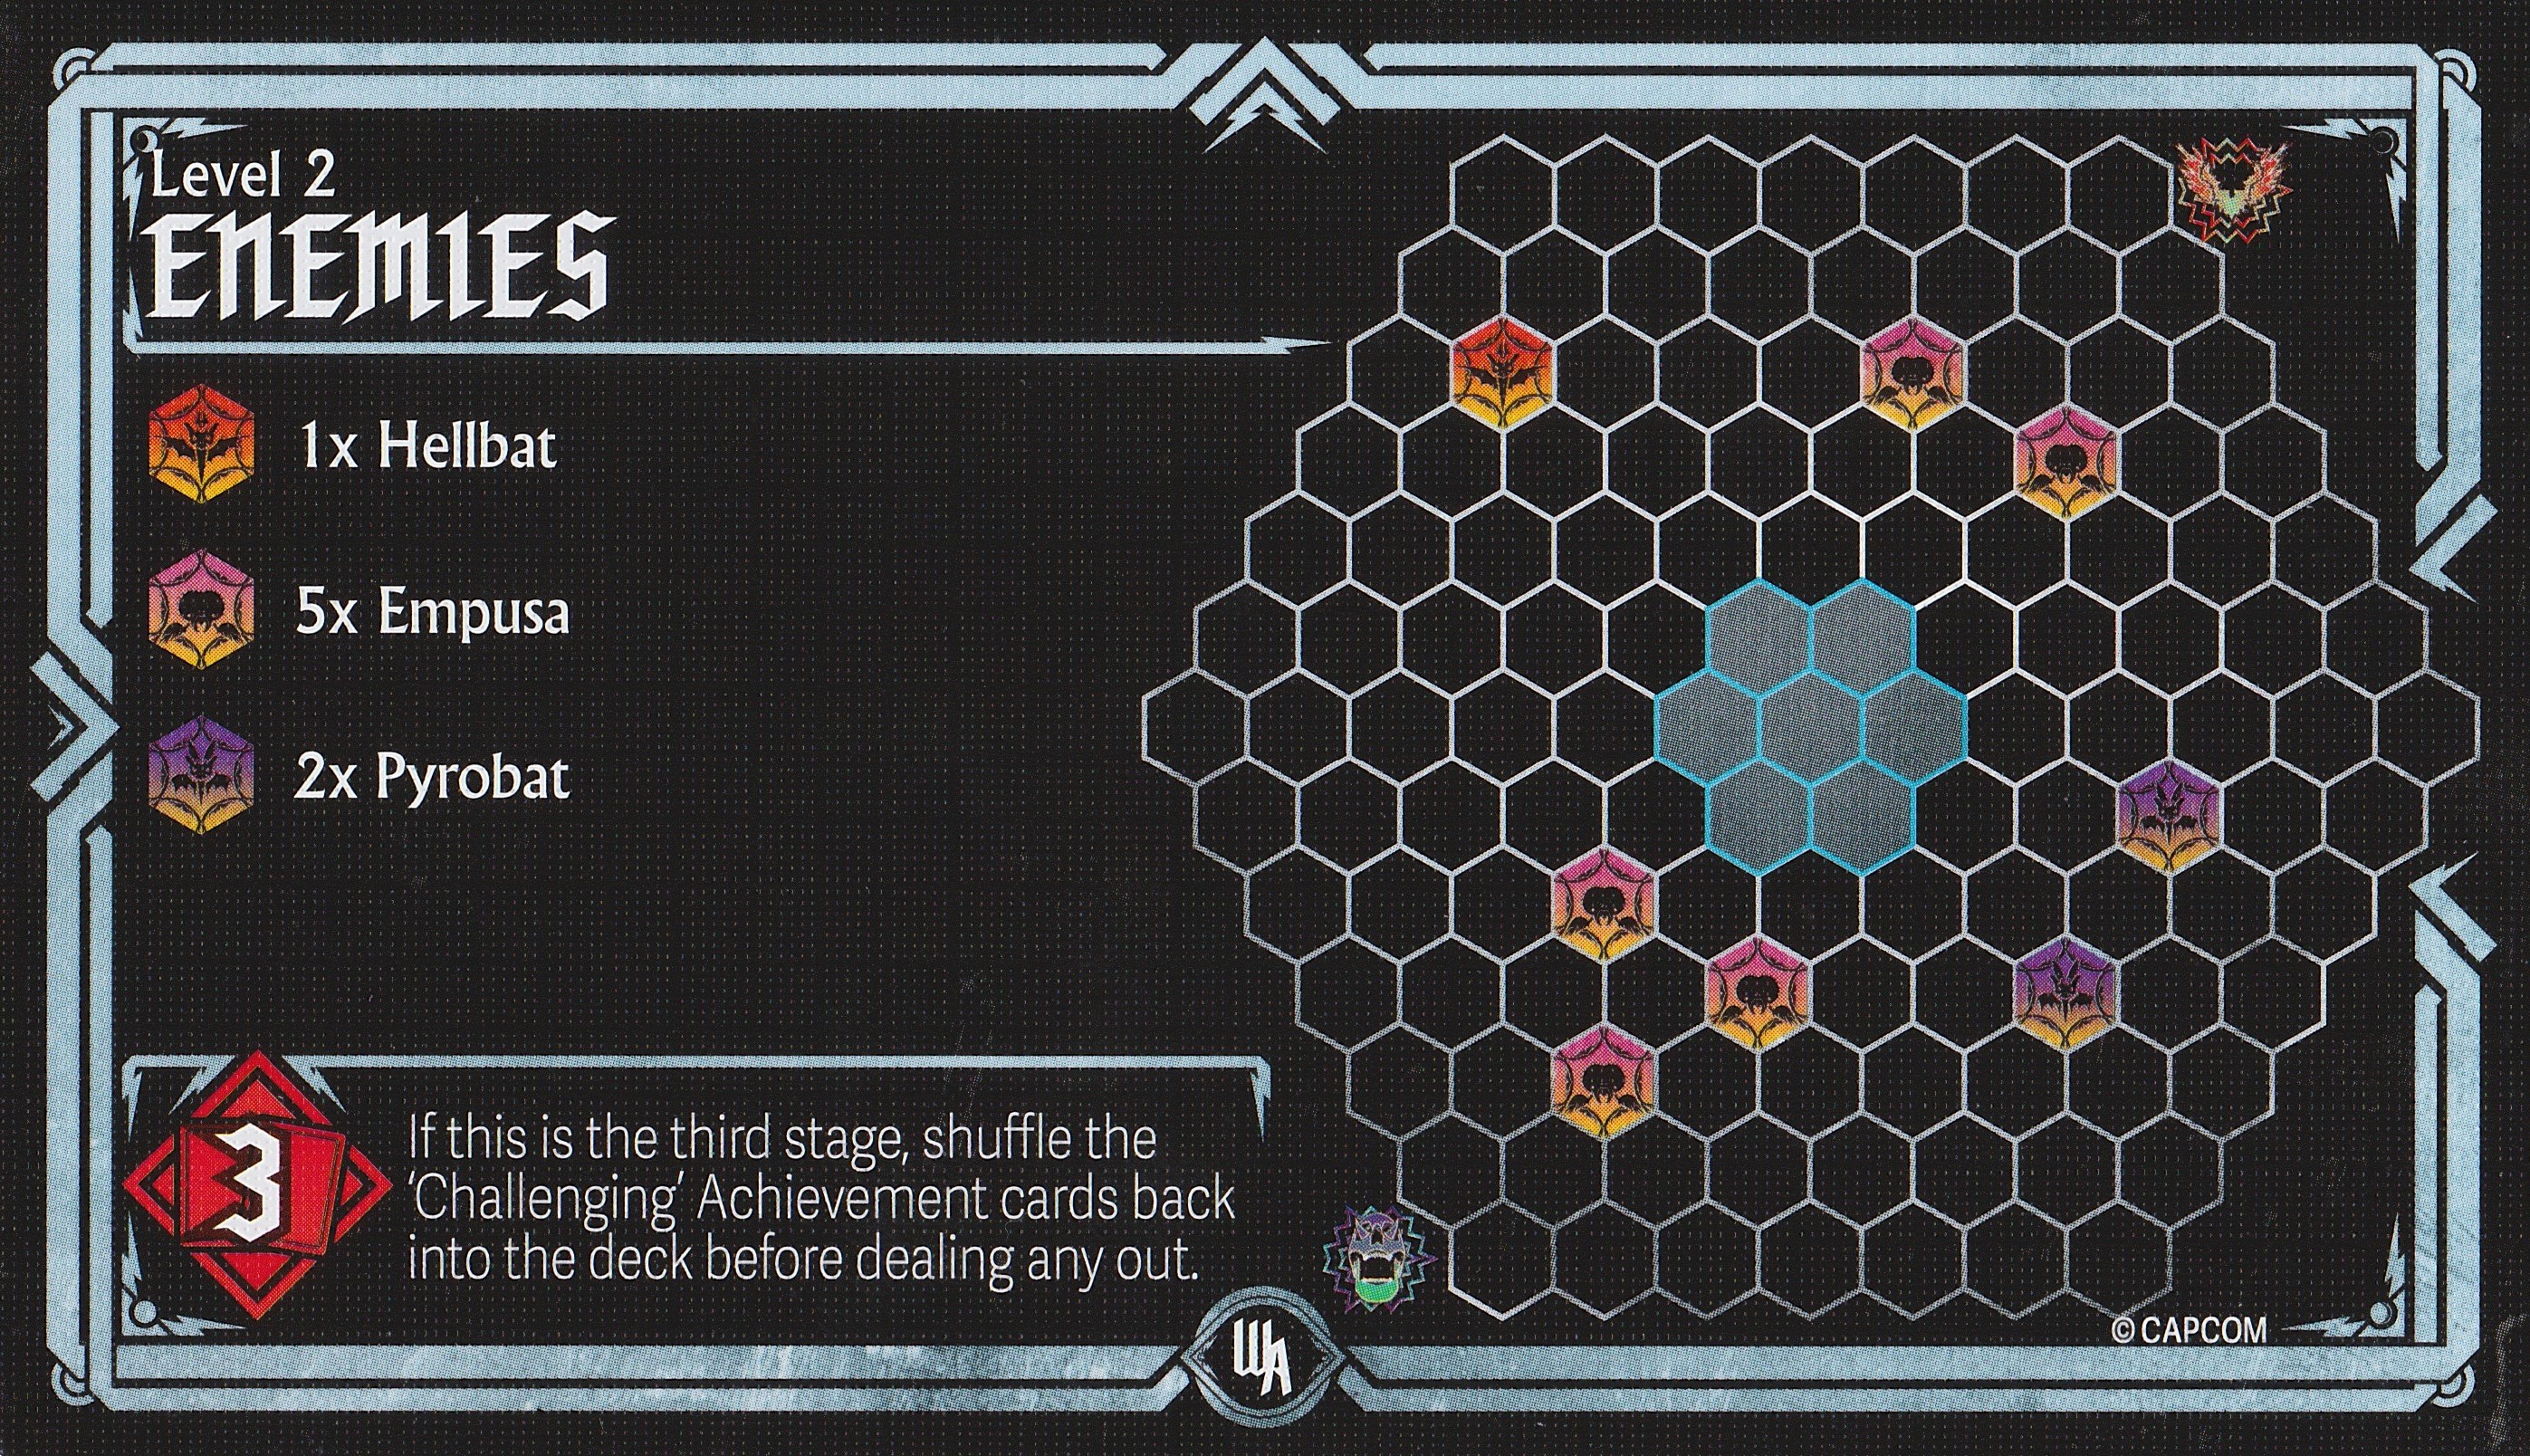 Level 2
ENEMIES
1x Hellbat
5x Empusa
2x Pyrobat
3
If this is the third stage, shuffle the
‘Challenging’ Achievement cards back
into the deck before dealing any out.
WA
© CAPCOM